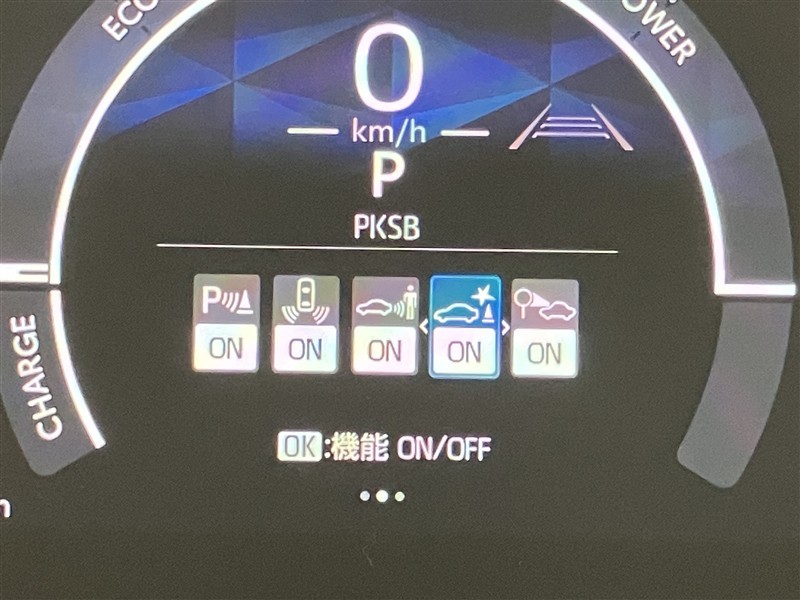 ECO
POWER
0
km/h
P
PKSB
P
ON
ON
ON
ON
ON
CHARGE
OK:機能 ON/OFF